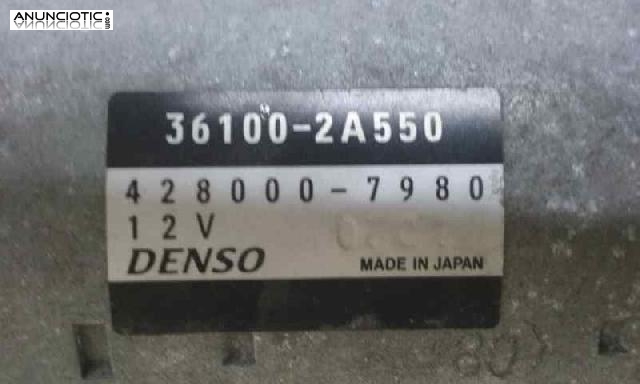 ANUNCIOTIC.com
36100-2A550
428000-7980
12V
DENSO MADE IN JAPAN